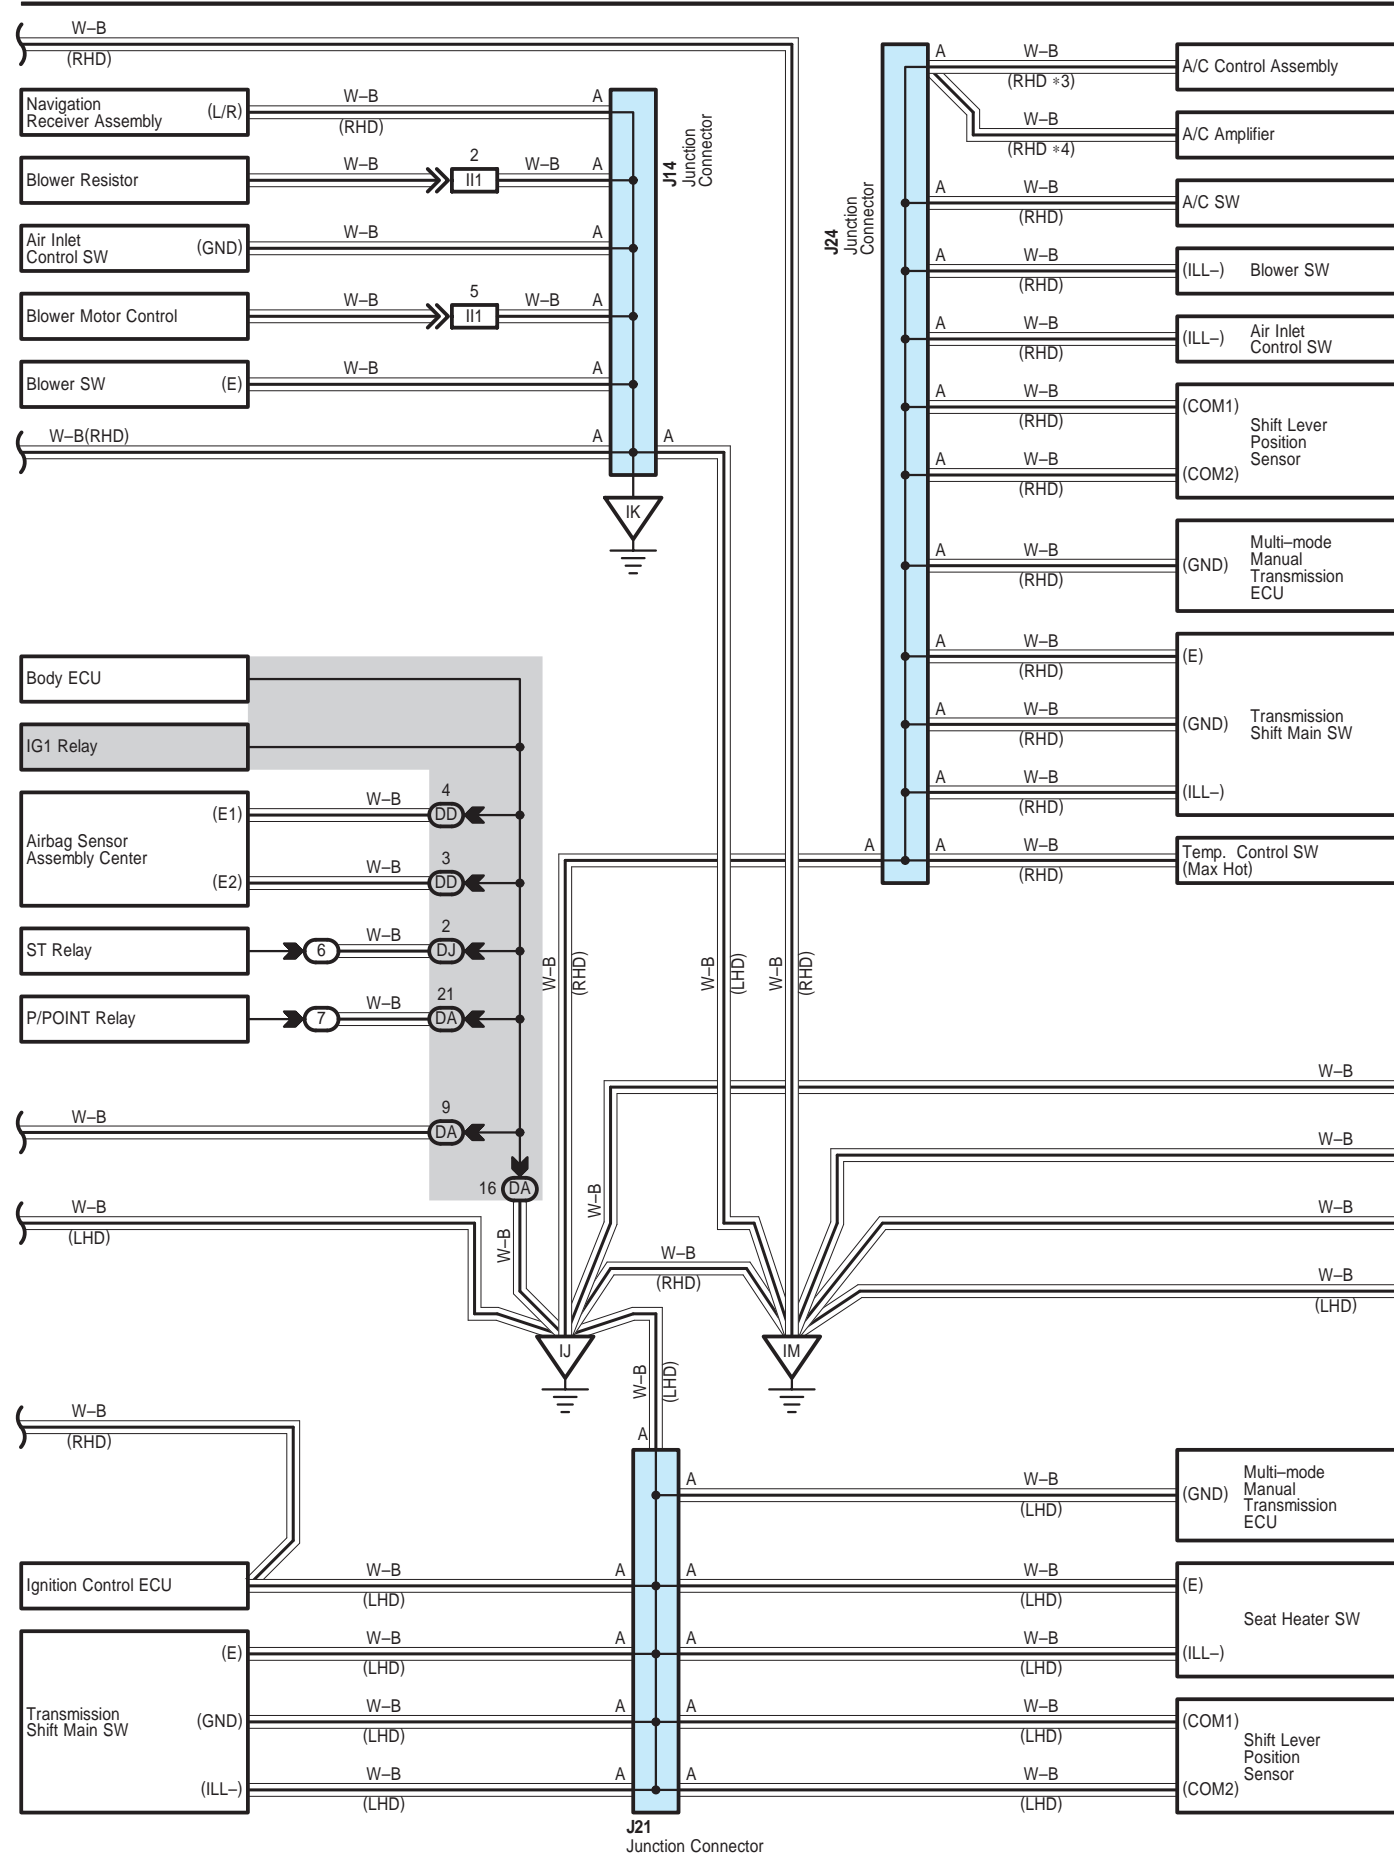 W–B
(RHD)
Navigation
Receiver Assembly
(L/R)
W–B
(RHD)
A
Blower Resistor
W–B
2
II1
W–B
A
Air Inlet
Control SW
(GND)
W–B
A
Blower Motor Control
W–B
5
II1
W–B
A
Blower SW
(E)
W–B
A
W–B(RHD)
A
A
J14
Junction
Connector
IK
J24
Junction
Connector
A
W–B
(RHD ∗3)
A/C Control Assembly
W–B
(RHD ∗4)
A/C Amplifier
A
W–B
(RHD)
A/C SW
A
W–B
(RHD)
(ILL–)
Blower SW
A
W–B
(RHD)
(ILL–)
Air Inlet
Control SW
A
W–B
(RHD)
(COM1)
Shift Lever
Position
Sensor
A
W–B
(RHD)
(COM2)
A
W–B
(RHD)
(GND)
Multi–mode
Manual
Transmission
ECU
A
W–B
(RHD)
(E)
A
W–B
(RHD)
(GND)
Transmission
Shift Main SW
A
W–B
(RHD)
(ILL–)
A
A
W–B
(RHD)
Temp. Control SW
(Max Hot)
Body ECU
IG1 Relay
Airbag Sensor
Assembly Center
(E1)
W–B
4
DD
(E2)
W–B
3
DD
ST Relay
6
W–B
2
DJ
P/POINT Relay
7
W–B
21
DA
W–B
9
DA
16
DA
W–B
W–B
(LHD)
W–B
(RHD)
W–B
(LHD)
W–B
(RHD)
W–B
W–B
(RHD)
W–B
W–B
W–B
W–B
(LHD)
IJ
IM
W–B
(LHD)
A
W–B
(RHD)
A
W–B
(LHD)
(GND)
Multi–mode
Manual
Transmission
ECU
Ignition Control ECU
W–B
(LHD)
A
A
W–B
(LHD)
(E)
Seat Heater SW
Transmission
Shift Main SW
(E)
W–B
(LHD)
A
A
W–B
(LHD)
(ILL–)
(GND)
W–B
(LHD)
A
A
W–B
(LHD)
(COM1)
Shift Lever
Position
Sensor
(ILL–)
W–B
(LHD)
A
A
W–B
(LHD)
(COM2)
J21
Junction Connector